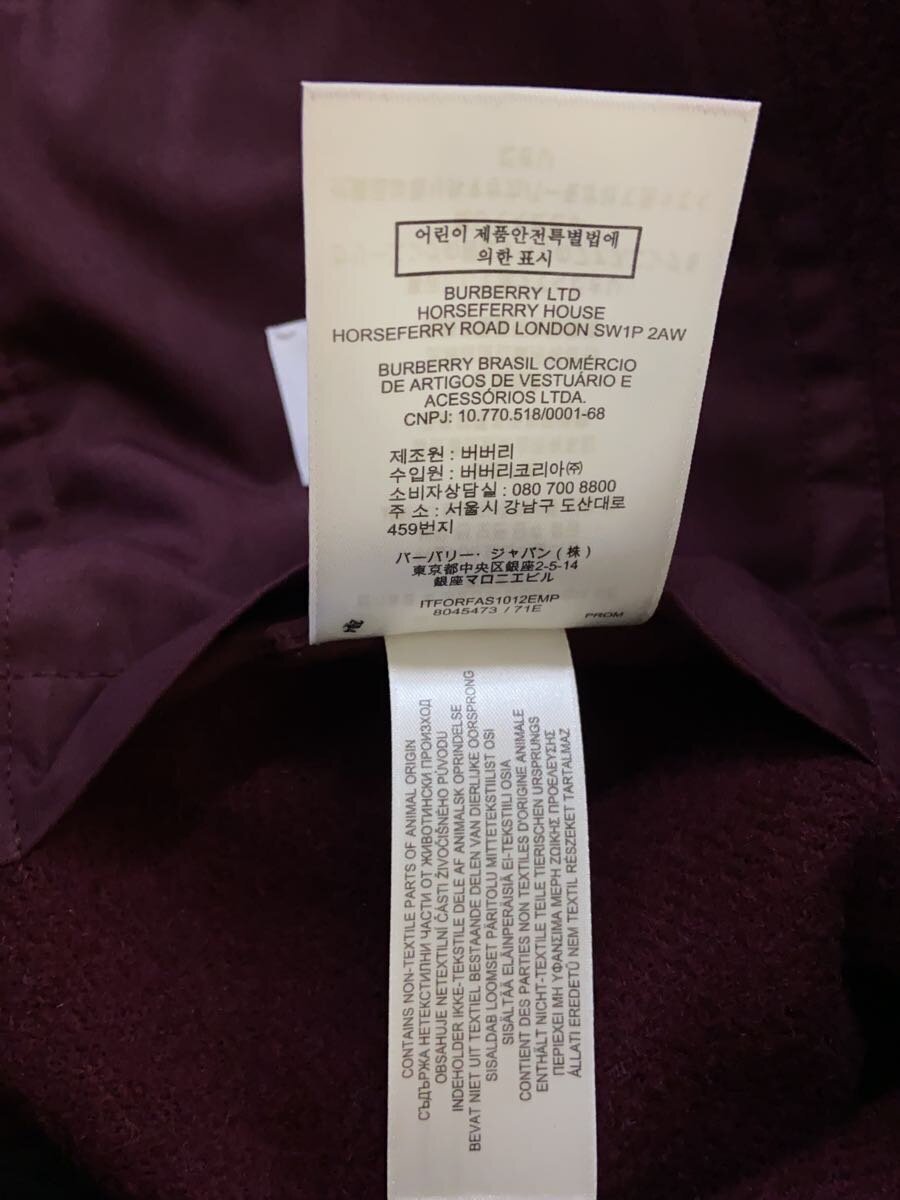 어린이 제품안전특별법에
의한 표시
BURBERRY LTD
HORSEFERRY HOUSE
HORSEFERRY ROAD LONDON SW1P 2AW
BURBERRY BRASIL COMÉRCIO
DE ARTIGOS DE VESTUÁRIO E
ACESSÓRIOS LTDA.
CNPJ: 10.770.518/0001-68
제조원 : 버버리
수입원 : 버버리코리아㈜
소비자상담실 : 080 700 8800
주 소 : 서울시 강남구 도산대로
459번지
バーバリー・ジャパン(株)
東京都中央区銀座2-5-14
銀座マロニエビル
ITFORFAS1012EMP
8045473 / 71E
PROM
CONTAINS NON-TEXTILE PARTS OF ANIMAL ORIGIN
СЪДЪРЖА НЕТЕКСТИЛНИ ЧАСТИ ОТ ЖИВОТИНСКИ ПРОИЗХОД
OBSAHUJE NETEXTILNÍ ČÁSTI ŽIVOČIŠNÉHO PŮVODU
INDEHOLDER IKKE-TEKSTILE DELE AF ANIMALSK OPRINDELSE
BEVAT NIET UIT TEXTIEL BESTAANDE DELEN VAN DIERLIJKE OORSPRONG
SISALDAB LOOMSET PÄRITOLU MITTETEKSTIILIST OSI
SISÄLTÄÄ ELÄINPERÄISIÄ EI-TEKSTIILI OSIA
CONTIENT DES PARTIES NON TEXTILES D'ORIGINE ANIMALE
ENTHÄLT NICHT-TEXTILE TEILE TIERISCHEN URSPRUNGS
ΠΕΡΙΕΧΕΙ ΜΗ ΥΦΑΝΣΙΜΑ ΜΕΡΗ ΖΩΙΚΗΣ ΠΡΟΕΛΕΥΣΗΣ
ÁLLATI EREDETŰ NEM TEXTIL RÉSZEKET TARTALMAZ